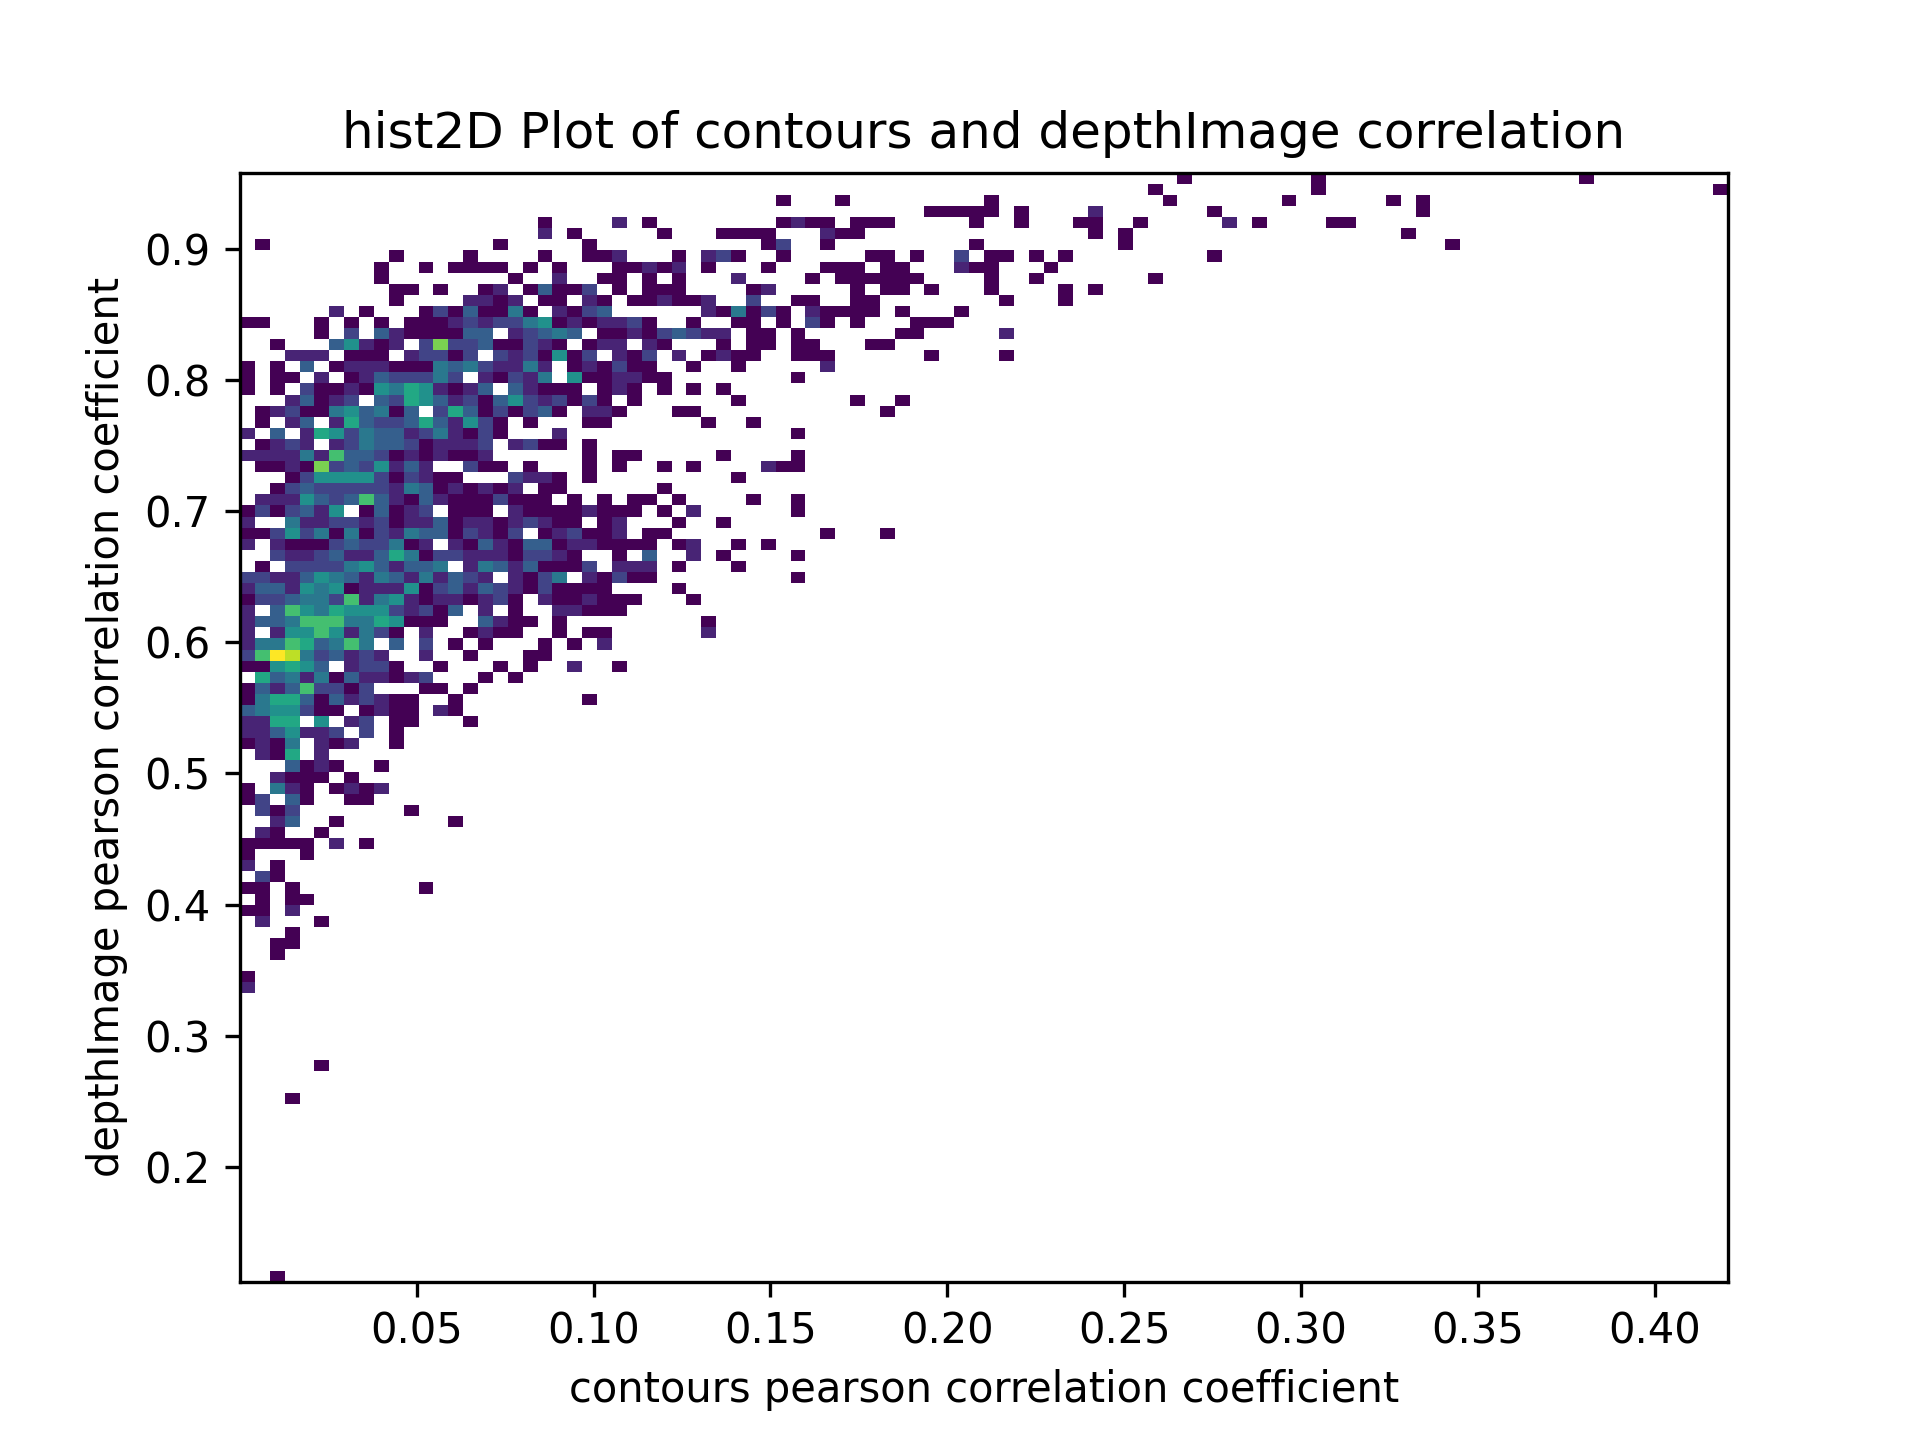 hist2D Plot of contours and depthImage correlation
depthImage pearson correlation coefficient
0.9
0.8
0.7
0.6
0.5
0.4
0.3
0.2
0.05 0.10 0.15 0.20 0.25 0.30 0.35 0.40
contours pearson correlation coefficient